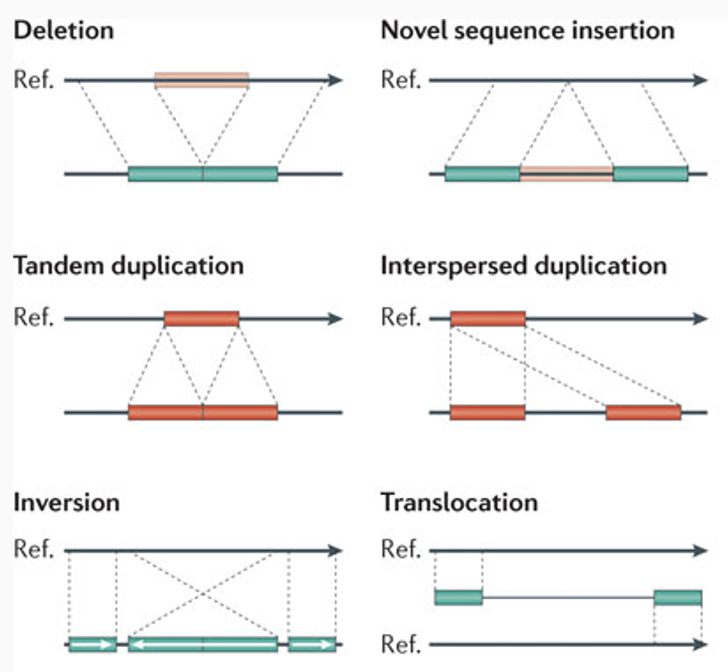 Deletion
Ref.
Novel sequence insertion
Ref.
Tandem duplication
Ref.
Interspersed duplication
Ref.
Inversion
Ref.
Translocation
Ref.
Ref.